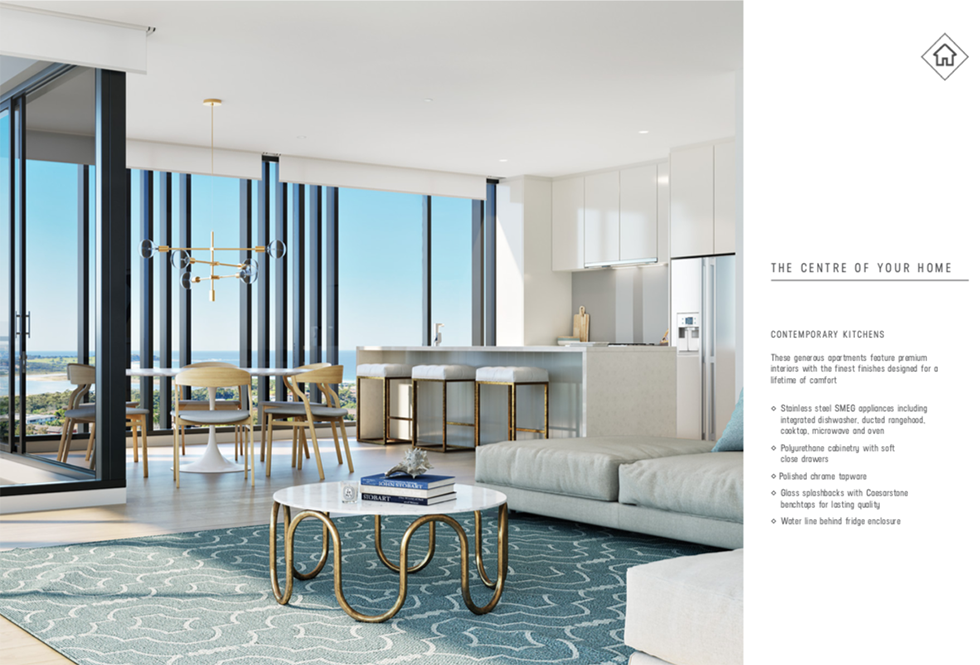 THE CENTRE OF YOUR HOME
CONTEMPORARY KITCHENS
These generous apartments feature premium
interiors with the finest finishes designed for a
lifetime of comfort
Stainless steel SMEG appliances including
integrated dishwasher, ducted rangehood,
cooktop, microwave and oven
Polyurethane cabinetry with soft
close drawers
Polished chrome tapware
Glass splashbacks with Caesarstone
benchtops for lasting quality
Water line behind fridge enclosure
JOHN STOBART
STOBART